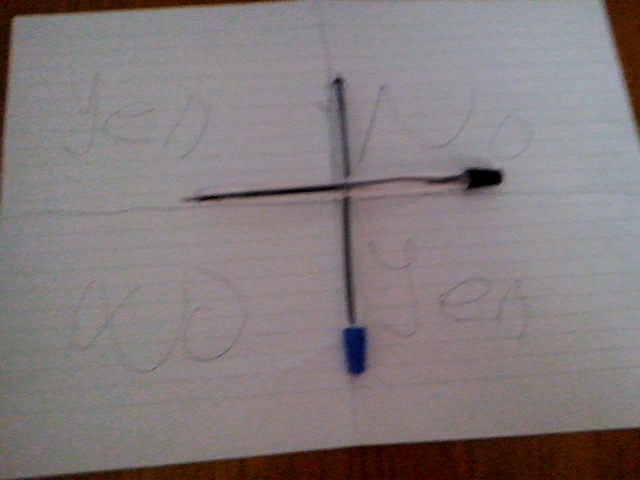 Yes No
No Yes